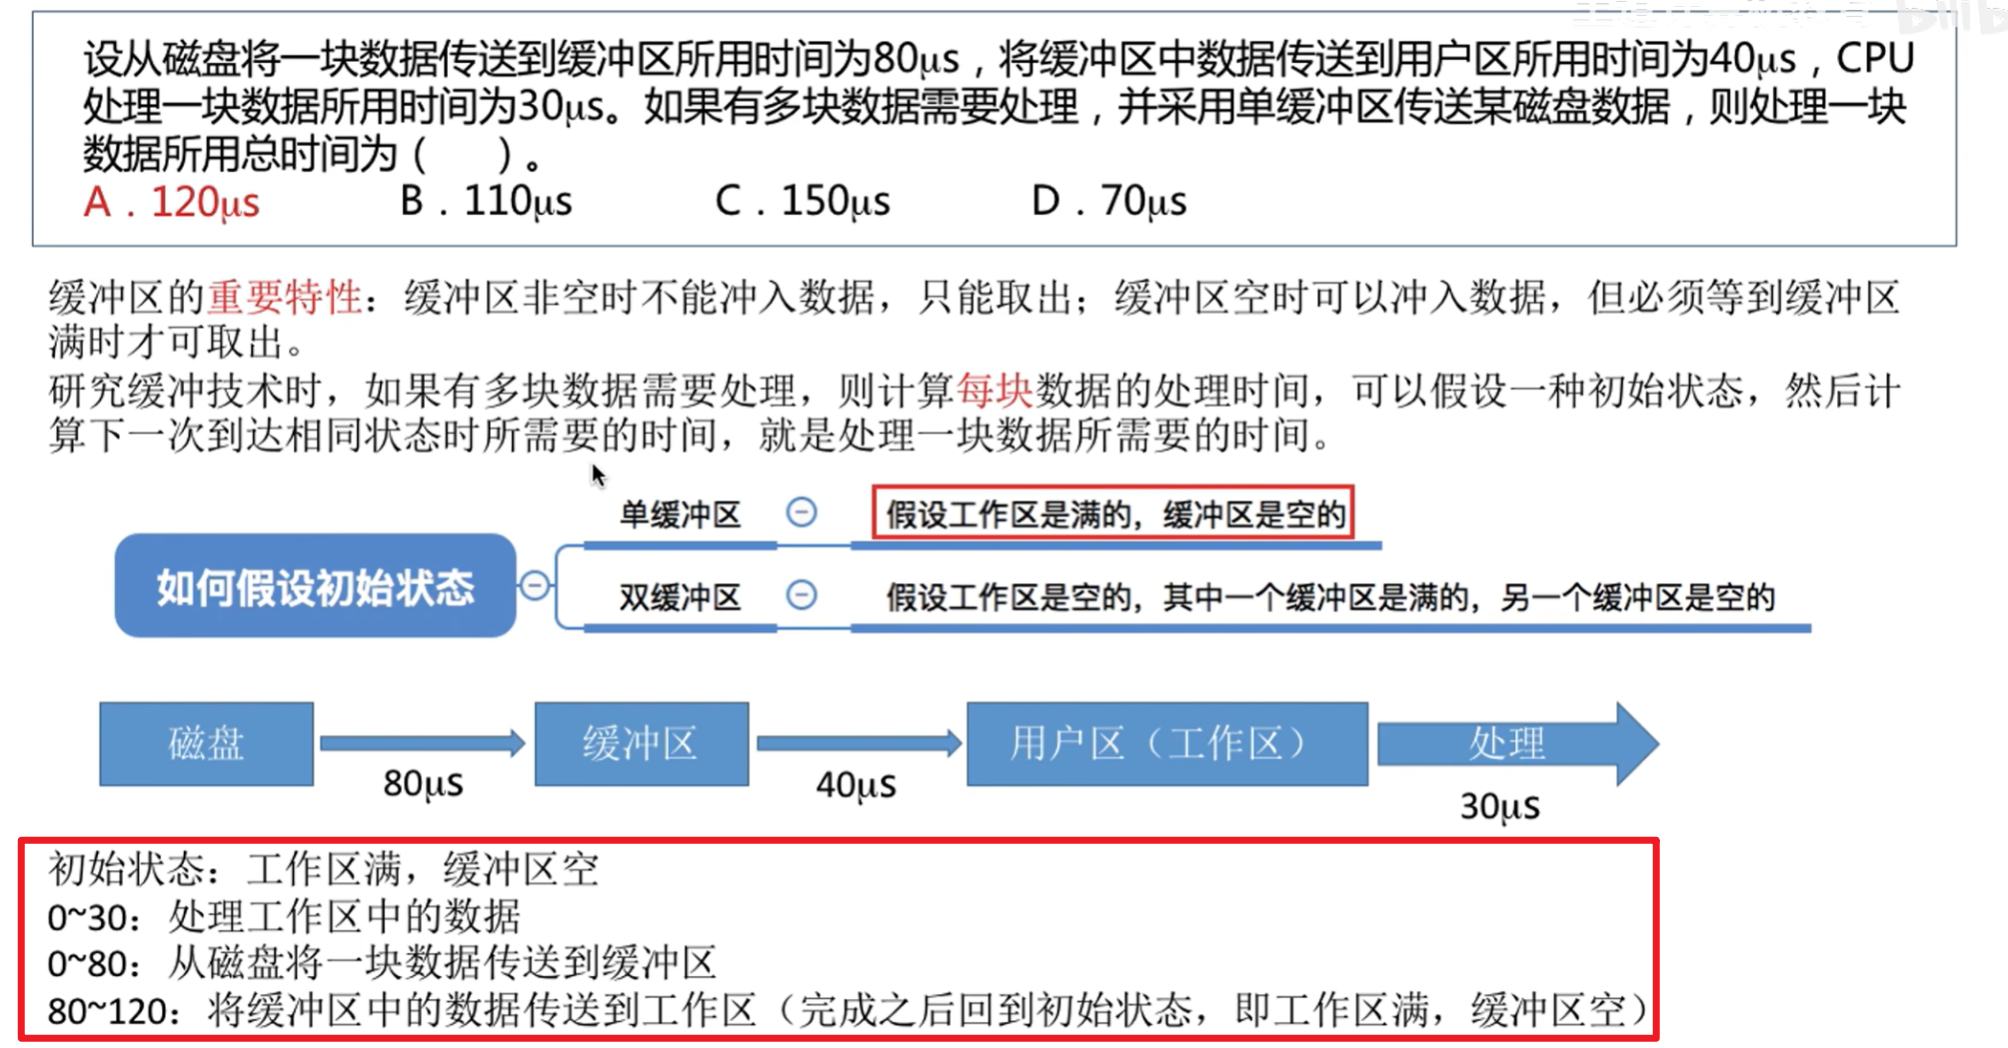 设从磁盘将一块数据传送到缓冲区所用时间为80μs，将缓冲区中数据传送到用户区所用时间为40μs，CPU
处理一块数据所用时间为30μs。如果有多块数据需要处理，并采用单缓冲区传送某磁盘数据，则处理一块
数据所用总时间为（      ）。
A．120μs B．110μs C．150μs D．70μs
缓冲区的重要特性：缓冲区非空时不能冲入数据，只能取出；缓冲区空时可以冲入数据，但必须等到缓冲区
满时才可取出。
研究缓冲技术时，如果有多块数据需要处理，则计算每块数据的处理时间，可以假设一种初始状态，然后计
算下一次到达相同状态时所需要的时间，就是处理一块数据所需要的时间。
单缓冲区 假设工作区是满的，缓冲区是空的
如何假设初始状态
双缓冲区 假设工作区是空的，其中一个缓冲区是满的，另一个缓冲区是空的
磁盘 缓冲区 用户区（工作区） 处理
80μs 40μs 30μs
初始状态：工作区满，缓冲区空
0~30：处理工作区中的数据
0~80：从磁盘将一块数据传送到缓冲区
80~120：将缓冲区中的数据传送到工作区（完成之后回到初始状态，即工作区满，缓冲区空）